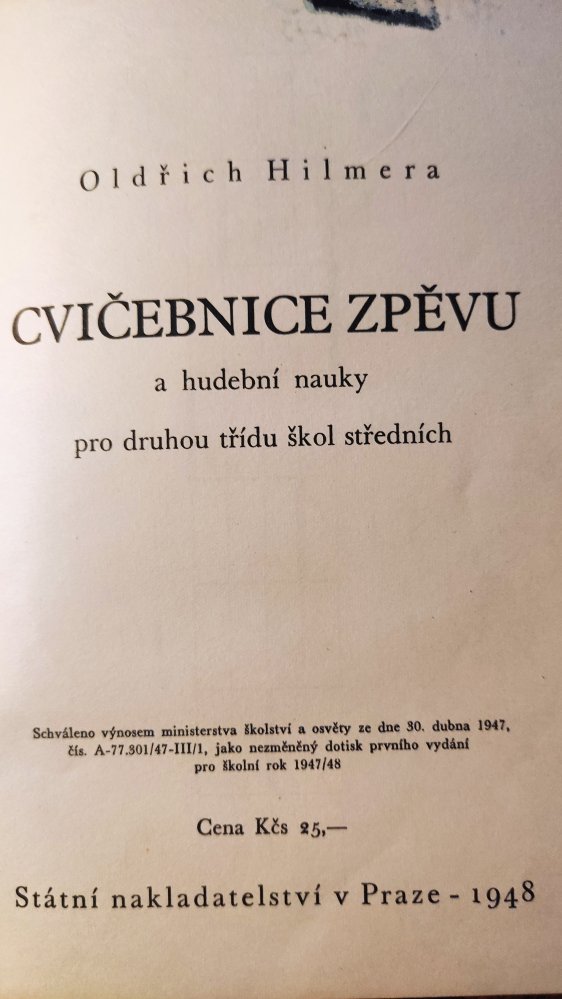 Oldřich Hilmera
CVIČEBNICE ZPĚVU
a hudební nauky
pro druhou třídu škol středních
Schváleno výnosem ministerstva školství a osvěty ze dne 30. dubna 1947,
čís. A-77.301/47-III/1, jako nezměněný dotisk prvního vydání
pro školní rok 1947/48
Cena Kčs 25,—
Státní nakladatelství v Praze - 1948